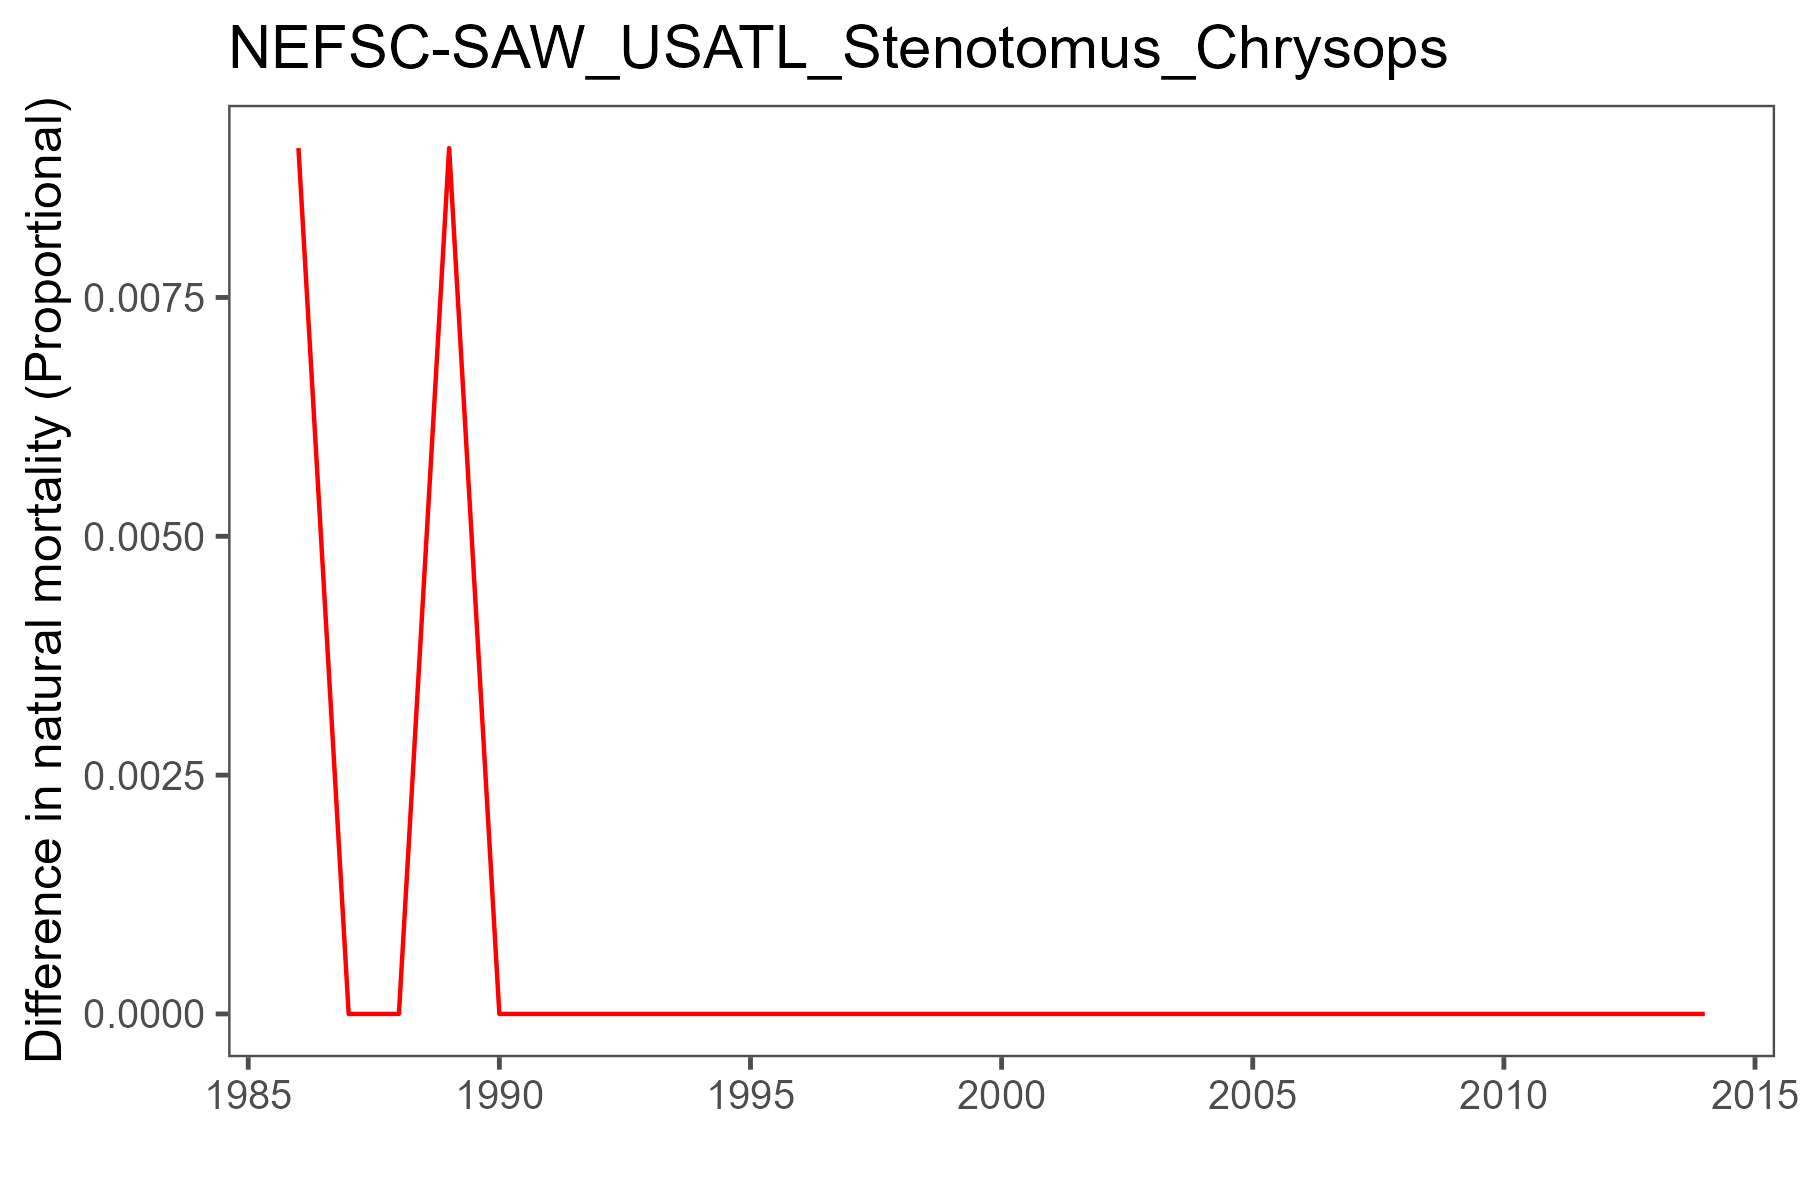 NEFSC-SAW_USATL_Stenotomus_Chrysops
Difference in natural mortality (Proportional)
0.0075
0.0050
0.0025
0.0000
1985 1990 1995 2000 2005 2010 2015